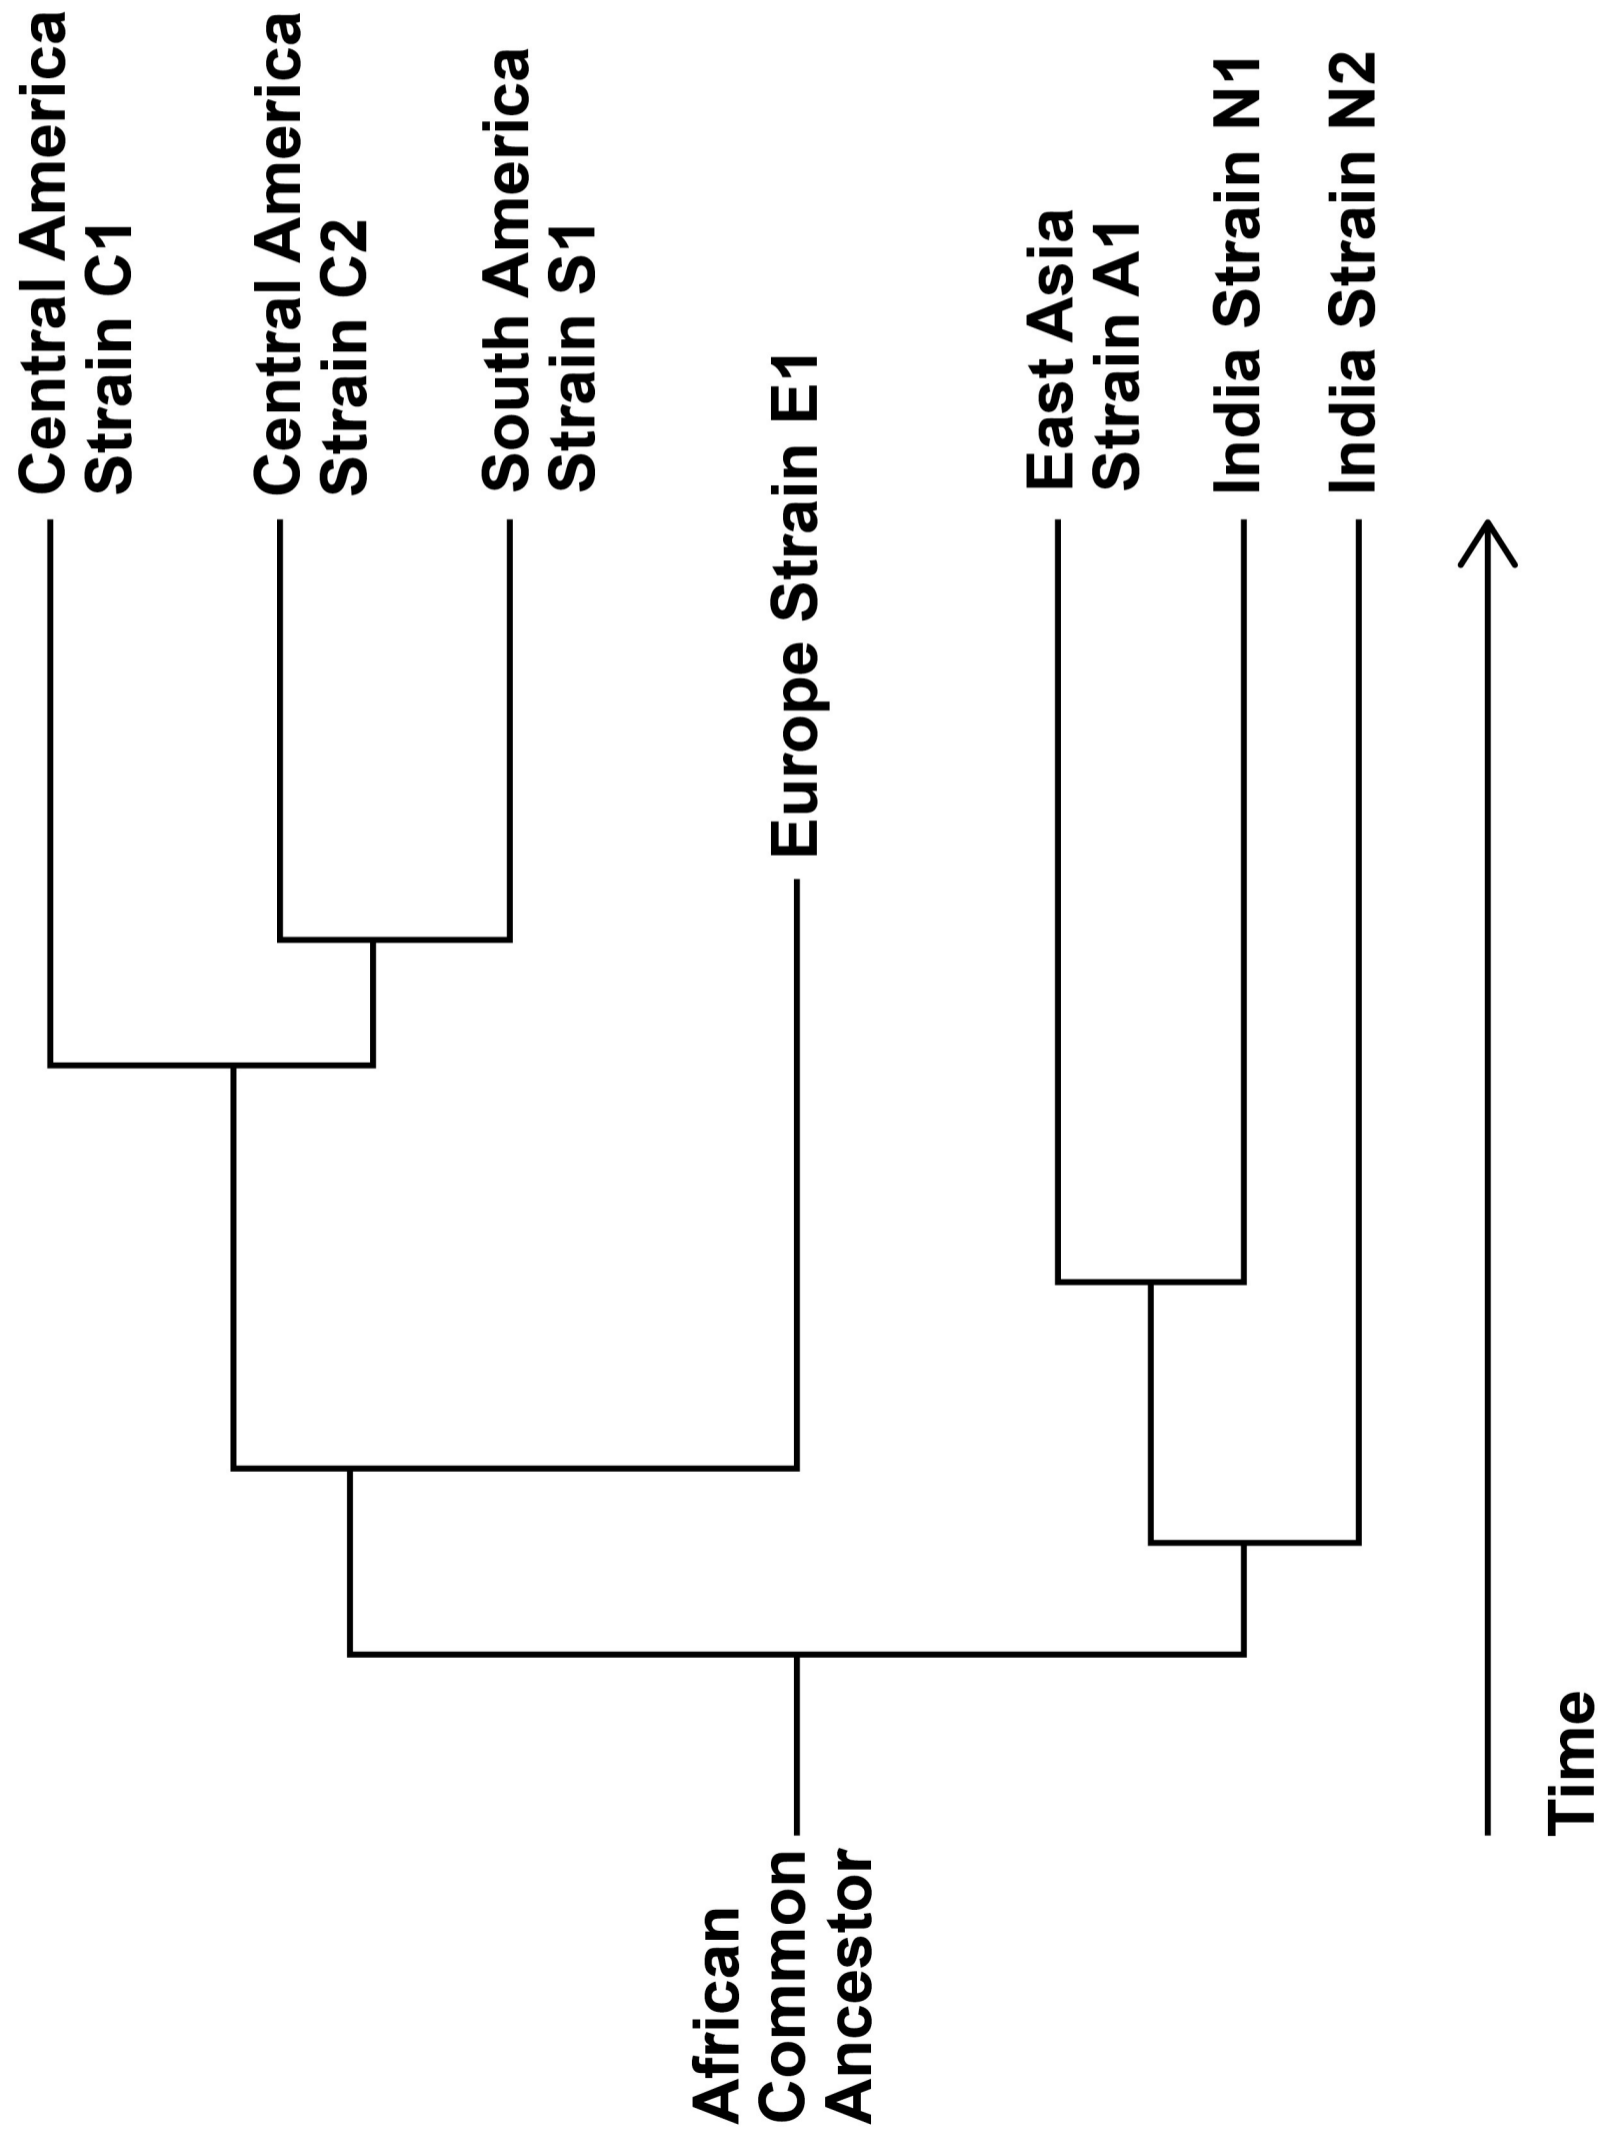 Central America
Strain C1
Central America
Strain C2
South America
Strain S1
Europe Strain E1
East Asia
Strain A1
India Strain N1
India Strain N2
African
Common
Ancestor
Time